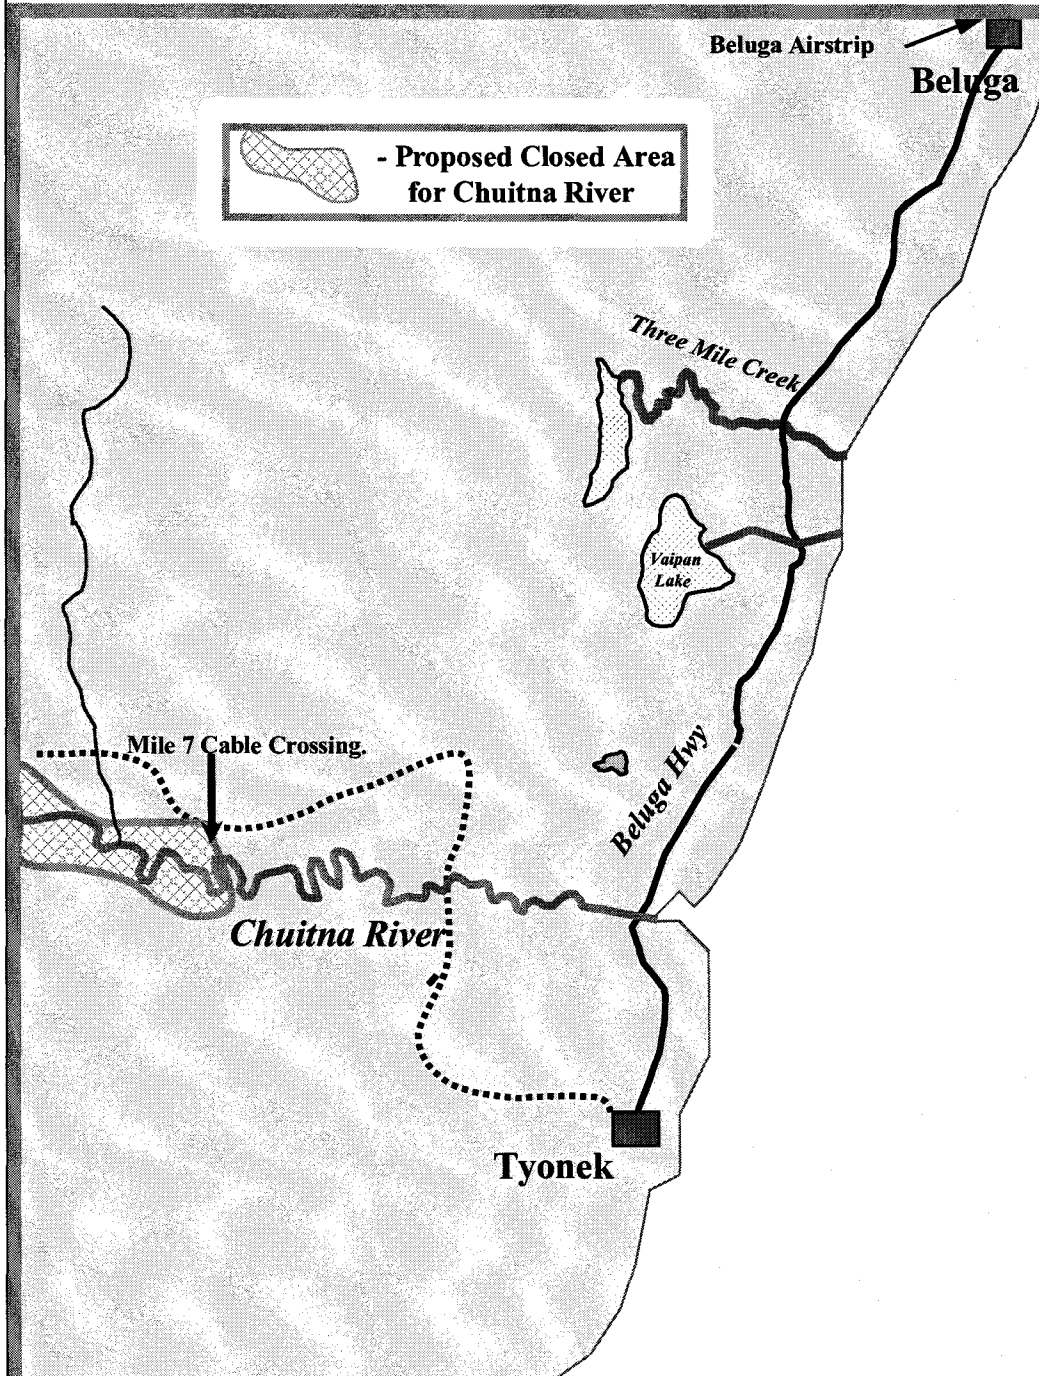 Beluga Airstrip
Beluga
- Proposed Closed Area
for Chuitna River
Three Mile Creek
Vaipan
Lake
Beluga Hwy
Mile 7 Cable Crossing.
Chuitna River
Tyonek